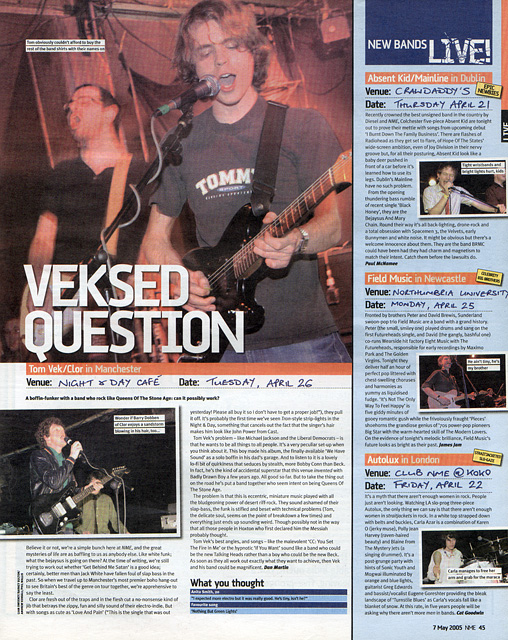 Tom obviously couldn't afford to buy the
rest of the band shirts with their names on
TOMMY
SPORT
VEKSED
QUESTION
Tom Vek/Clor in Manchester
Venue: NIGHT & DAY CAFÉ Date: TUESDAY, APRIL 26
A boffin-funker with a band who rock like Queens Of The Stone Age: can it possibly work?
Wonder if Barry Dobbin
of Clor enjoys a sandstorm
blowing in his hair, too...
Believe it or not, we're a simple bunch here at NME, and the great
mysteries of life are as baffling to us as anybody else. Like white funk;
what the bejeysus is going on there? At the time of writing, we're still
trying to work out whether 'Get Behind Me Satan' is a good idea;
certainly, better men than Jack White have fallen foul of slap bass in the
past. So when we trawl up to Manchester's most premier hobo hang out
to see Britain's best of the genre on tour together, we're apprehensive to
say the least.
Clor are fresh out of the traps and in the flesh cut a no-nonsense kind of
jib that betrays the zippy, fun and silly sound of their electro-indie. But
with songs as cute as "Love And Pain" ("This is the single that was out
yesterday! Please buy it so I don't have to get a proper job!"), they pull
it off. It's probably the first time we've seen Iron-style strip-lights in the
Night & Day, something that cancels out the fact that the singer's hair
makes him look like John Power from Cast.
Tom Vek's problem – like Michael Jackson and the Liberal Democrats – is
that he wants to be all things to all people. It's a very peculiar set-up when
you think about it. This boy made his album, the finally-available 'We Have
Sound' as a solo boffin in his dad's garage. And to listen to it is a lovely
lo-fi bit of quirkiness that seduces by stealth, more Bobby Conn than Beck.
In fact, he's the kind of accidental superstar that this venue invented with
Badly Drawn Boy a few years ago. All good so far. But to take the thing out
on the road he's put a band together who seem intent on being Queens Of
The Stone Age.
The problem is that this is eccentric, miniature music played with all
the bludgeoning power of desert riff-rock. They sound ashamed of their
slap-bass, the funk is stifled and beset with technical problems (Tom,
the delicate soul, seems on the point of breakdown a few times) and
everything just ends up sounding weird. Though possibly not in the way
that all those people in Hoxton who first declared him the Messiah
probably thought.
Tom Vek's best angles, and songs – like the malevolent 'CC: You Set
The Fire In Me' or the hypnotic 'If You Want' sound like a band who could
be the new Talking Heads rather than a boy who could be the new Beck.
As soon as they all work out exactly what they want to achieve, then Vek
and his band could be magnificent. Dan Martin
What you thought
Anita Smith, 20
"I expected more electro but it was really good. He's tiny, isn't he?"
Favourite song
"Nothing But Green Lights"
NEW BANDS LIVE!
LIVE
Absent Kid/Mainline in Dublin
Venue: CRAWDADDY'S
EPIC
NEWBIES
Date: THURSDAY APRIL 21
Recently crowned the best unsigned band in the country by
Diesel and NME, Colchester five-piece Absent Kid are tonight
out to prove their mettle with songs from upcoming debut
'I Burnt Down The Family Business'. There are flashes of
Radiohead as they get set to flare, of Hope Of The States'
wide-screen ambition, even of Joy Division in their nervy
groove but, for all their posturing, Absent Kid look like a
baby deer pushed in
front of a car before it's
learned how to use its
legs. Dublin's Mainline
have no such problem.
From the opening
thundering bass rumble
of recent single 'Black
Honey', they are the
Bejaysus And Mary
Chain. Round their way it's all back-lighting, drone-rock and
a total obsession with Spacemen 3, the Velvets, early
Verve and white noise. It might be obvious but there's a
welcome innocence about them. They are the band BRMC
could have been had they had charm and magnetism to
match their intent. Catch them before the lawsuits do.
Paul McNamee
Tight wristbands and
bright lights hurt, kids
Field Music in Newcastle
CELEBRITY
BIG BROTHERS
Venue: NORTHUMBRIA UNIVERSITY
Date: MONDAY, APRIL 25
Fronted by brothers Peter and David Brewis, Sunderland
swoon-pop trio Field Music are a band with a grand history.
Peter (the small, smiley one) played drums and sang on the
first Futureheads single, and David (the gangly, bashful one)
co-runs Wearside hit factory Eight Music with The
Futureheads, responsible for early recordings by Maxïmo
Park and The Golden
Virgins. Tonight they
deliver half an hour of
perfect pop littered with
chest-swelling choruses
and harmonies as
yummy as liquidised
fudge. 'It's Not The Only
Way To Feel Happy' is
five giddy minutes of
gooey romantic gush while the frivolously fraught 'Pieces'
shoehorns the grandiose genius of '70s power-pop pioneers
Big Star with the warm-hearted skill of The Modern Lovers.
On the evidence of tonight's melodic brilliance, Field Music's
future looks as bright as their past. James Jam
He ain't tiny, he's
my brother
Autolux in London
STRAITJACKETED
SLO-GAZE
Venue: CLUB NME @ KOKO
Date: FRIDAY, APRIL 22
It's a myth that there aren't enough women in rock. People
just aren't looking. Watching LA slo-prog three-piece
Autolux, the only thing we can say is that there aren't enough
women in straitjackets in rock. In a white top strapped down
with belts and buckles, Carla Azar is a combination of Karen
O (jerky music), Polly Jean
Harvey (raven-haired
beauty) and Blaine from
The Mystery Jets (a
singing drummer). It's a
post-grunge party with
hints of Sonic Youth and
Mogwai illuminated by
orange and blue lights,
guitarist Greg Edwards
and bassist/vocalist Eugene Goreshter providing the bleak
landscape of 'Turnstile Blues' as Carla's vocals fall like a
blanket of snow. At this rate, in five years people will be
asking why there aren't more men in bands. Cat Goodwin
Carla manages to free her
arm and grab for the maraca
7 May 2005 NME 45